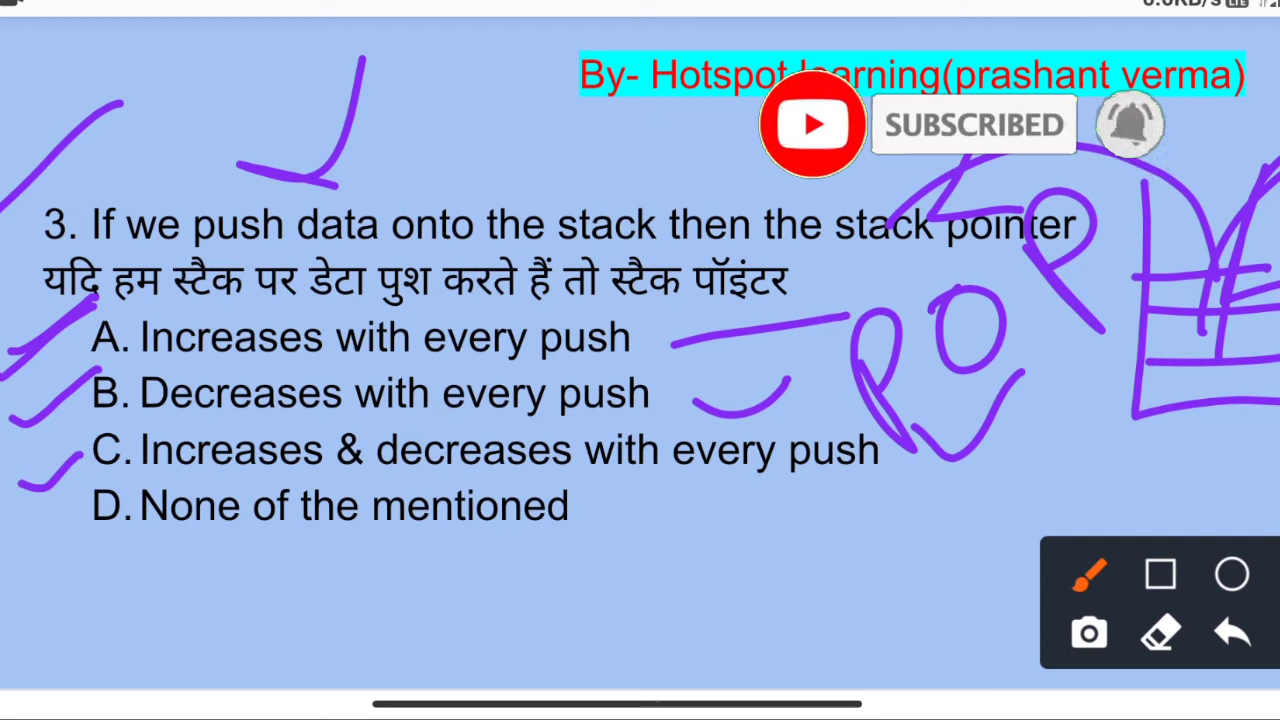 By- Hotspot learning(prashant verma)
SUBSCRIBED
3. If we push data onto the stack then the stack pointer
यदि हम स्टैक पर डेटा पुश करते हैं तो स्टैक पॉइंटर
A. Increases with every push
B. Decreases with every push
C. Increases & decreases with every push
D. None of the mentioned
POP